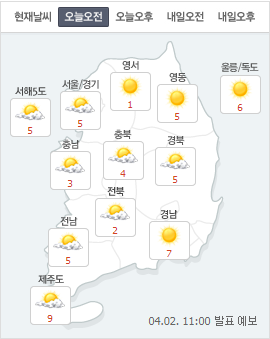 현재날씨 오늘오전 오늘오후 내일오전 내일오후
영서
1
영동
5
울릉/독도
6
서울/경기
5
서해5도
5
충북
4
경북
5
충남
3
전북
2
경남
7
전남
5
제주도
9
04.02. 11:00 발표 예보